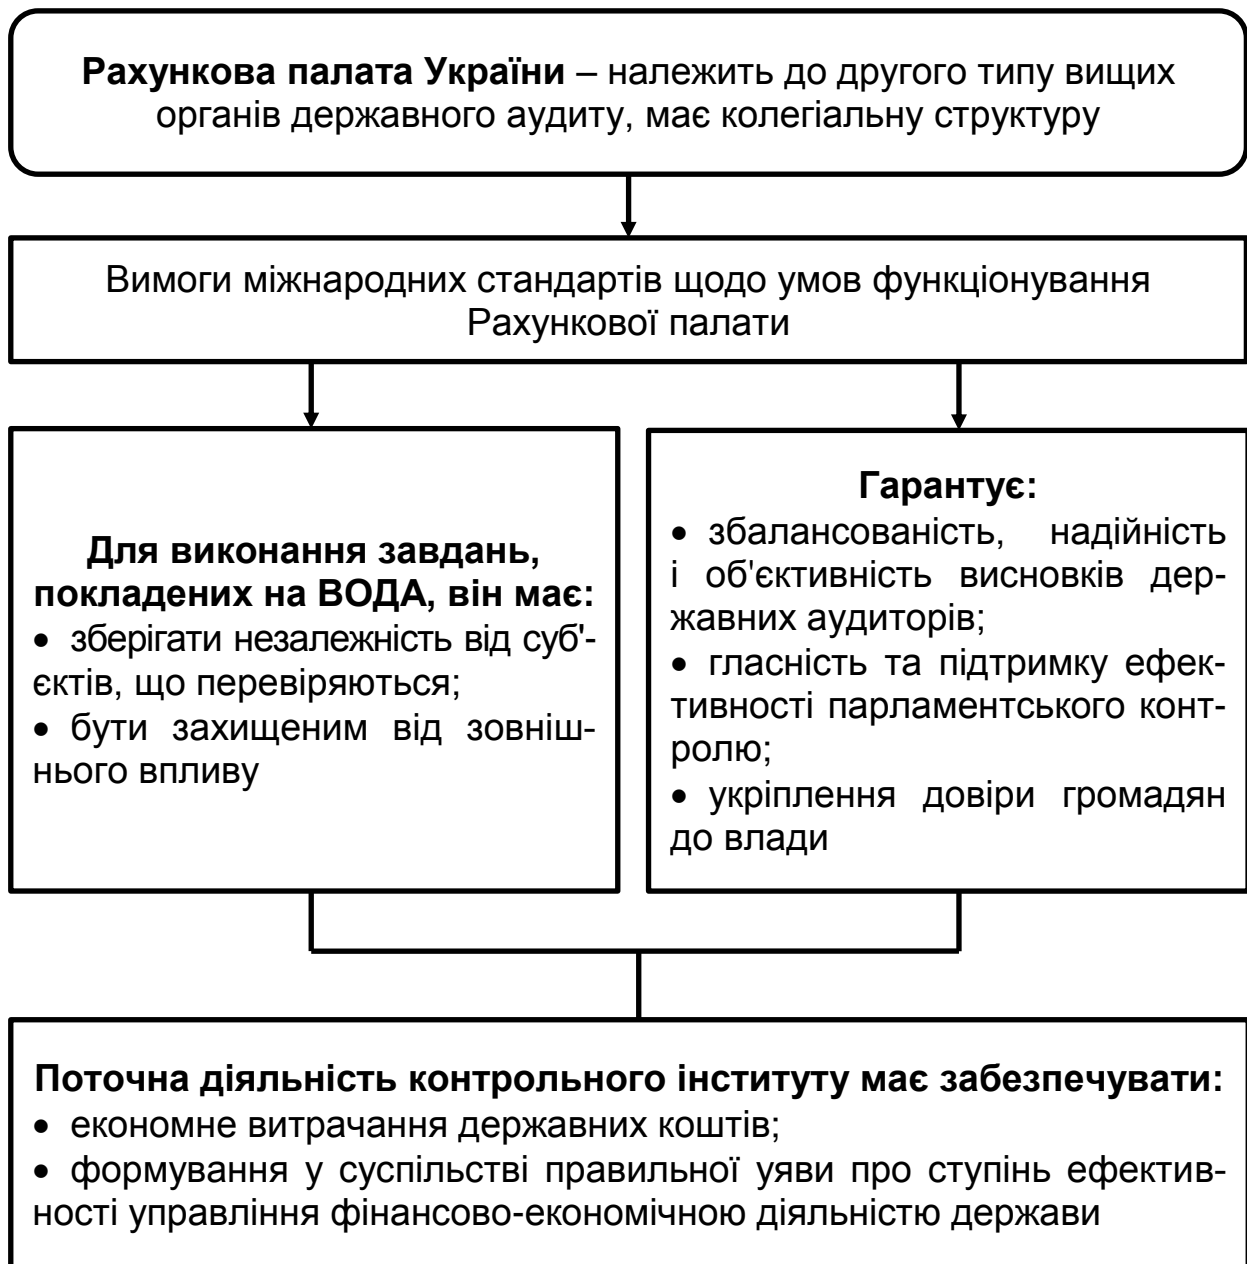 Рахункова палата України – належить до другого типу вищих
органів державного аудиту, має колегіальну структуру
Вимоги міжнародних стандартів щодо умов функціонування
Рахункової палати
Для виконання завдань,
покладених на ВОДА, він має:
• зберігати незалежність від суб'-
єктів, що перевіряються;
• бути захищеним від зовніш-
нього впливу
Гарантує:
• збалансованість, надійність
і об'єктивність висновків дер-
жавних аудиторів;
• гласність та підтримку ефек-
тивності парламентського конт-
ролю;
• укріплення довіри громадян
до влади
Поточна діяльність контрольного інституту має забезпечувати:
• економне витрачання державних коштів;
• формування у суспільстві правильної уяви про ступінь ефектив-
ності управління фінансово-економічною діяльністю держави